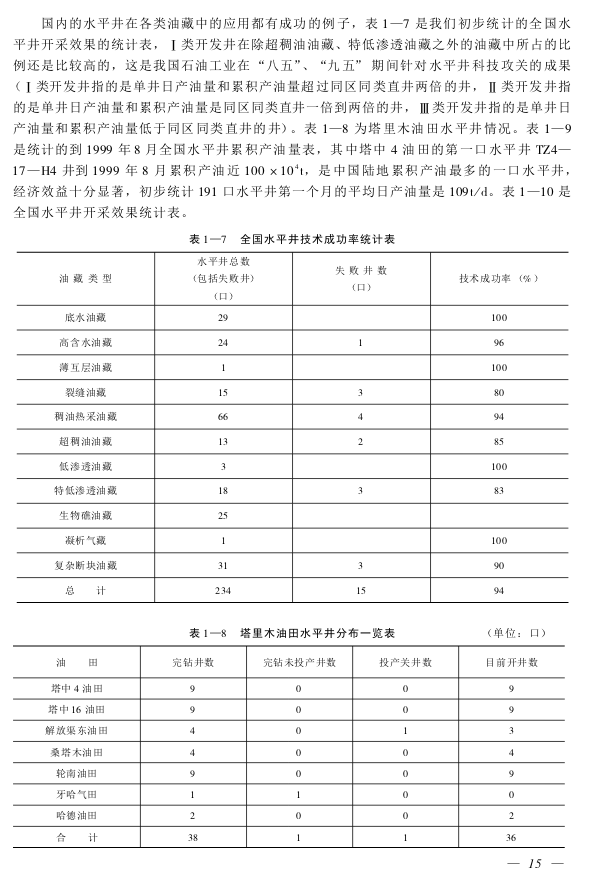 国内的水平井在各类油藏中的应用都有成功的例子，表 1—7 是我们初步统计的全国水
平井开采效果的统计表，Ⅰ类开发井在除超稠油油藏、特低渗透油藏之外的油藏中所占的比
例还是比较高的，这是我国石油工业在“八五”、“九五”期间针对水平井科技攻关的成果
（Ⅰ类开发井指的是单井日产油量和累积产油量超过同区同类直井两倍的井，Ⅱ类开发井指
的是单井日产油量和累积产油量是同区同类直井一倍到两倍的井，Ⅲ类开发井指的是单井日
产油量和累积产油量低于同区同类直井的井）。表 1—8 为塔里木油田水平井情况。表 1—9
是统计的到 1999 年 8 月全国水平井累积产油量表，其中塔中 4 油田的第一口水平井 TZ4—
17—H4 井到 1999 年 8 月累积产油近 100 × 10⁴t，是中国陆地累积产油最多的一口水平井，
经济效益十分显著，初步统计 191 口水平井第一个月的平均日产油量是 109t/d。表 1—10 是
全国水平井开采效果统计表。
表 1—7 全国水平井技术成功率统计表
油藏类型 水平井总数（包括失败井）（口） 失败井数（口） 技术成功率（%）
底水油藏 29 100
高含水油藏 24 1 96
薄互层油藏 1 100
裂缝油藏 15 3 80
稠油热采油藏 66 4 94
超稠油油藏 13 2 85
低渗透油藏 3 100
特低渗透油藏 18 3 83
生物礁油藏 25
凝析气藏 1 100
复杂断块油藏 31 3 90
总 计 234 15 94
表 1—8 塔里木油田水平井分布一览表 （单位：口）
油 田 完钻井数 完钻未投产井数 投产关井数 目前开井数
塔中 4 油田 9 0 0 9
塔中 16 油田 9 0 0 9
解放渠东油田 4 0 1 3
桑塔木油田 4 0 0 4
轮南油田 9 0 0 9
牙哈气田 1 1 0 0
哈德油田 2 0 0 2
合 计 38 1 1 36
— 15 —